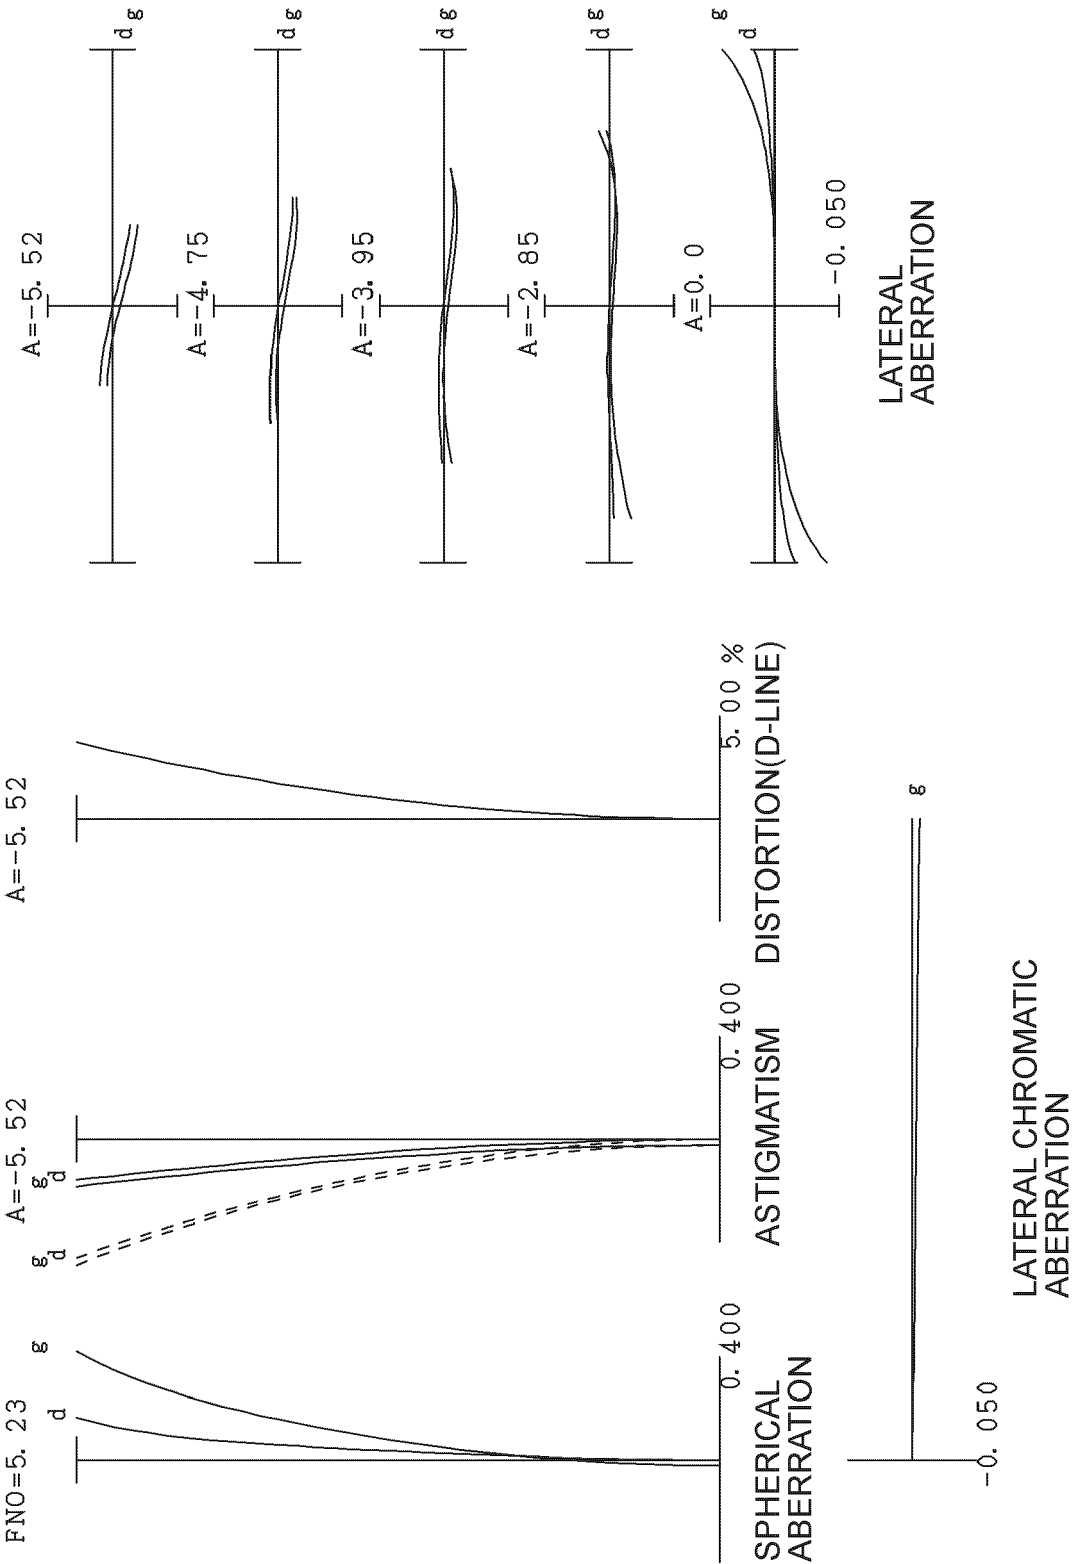 FNO=5. 23
d
g
SPHERICAL
ABERRATION
0. 400
A=-5. 52
g
d
g
d
ASTIGMATISM
0. 400
A=-5. 52
DISTORTION(D-LINE)
5. 00 %
LATERAL CHROMATIC
ABERRATION
-0. 050
g
A=-5. 52
d g
A=-4. 75
d g
A=-3. 95
d g
A=-2. 85
d g
A=0. 0
g
d
-0. 050
LATERAL
ABERRATION